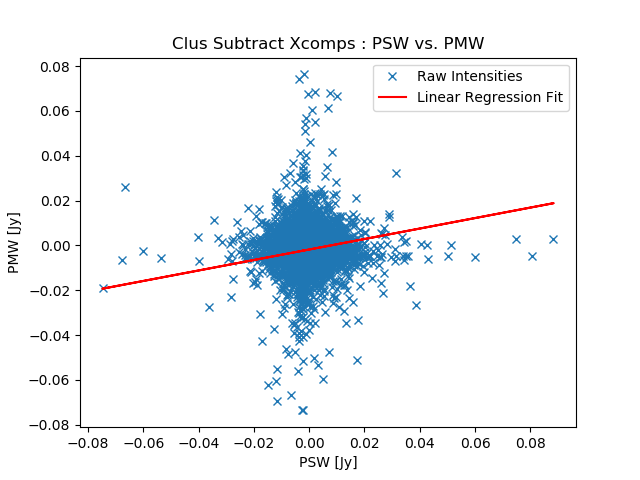 Clus Subtract Xcomps : PSW vs. PMW
Raw Intensities
Linear Regression Fit
PMW [Jy]
0.08
0.06
0.04
0.02
0.00
−0.02
−0.04
−0.06
−0.08
−0.08 −0.06 −0.04 −0.02 0.00 0.02 0.04 0.06 0.08
PSW [Jy]